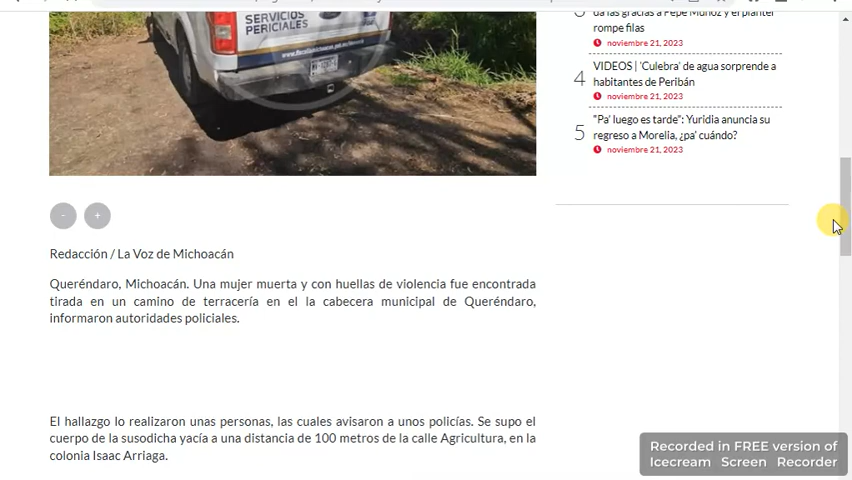 SERVICIOS
PERICIALES
da las gracias a Pepe Muñoz y el plantel
rompe filas
noviembre 21, 2023
4
VIDEOS | 'Culebra' de agua sorprende a
habitantes de Peribán
noviembre 21, 2023
5
"Pa' luego es tarde": Yuridia anuncia su
regreso a Morelia, ¿pa' cuándo?
noviembre 21, 2023
- +
Redacción / La Voz de Michoacán
Queréndaro, Michoacán. Una mujer muerta y con huellas de violencia fue encontrada
tirada en un camino de terracería en el la cabecera municipal de Queréndaro,
informaron autoridades policiales.
El hallazgo lo realizaron unas personas, las cuales avisaron a unos policías. Se supo el
cuerpo de la susodicha yacía a una distancia de 100 metros de la calle Agricultura, en la
colonia Isaac Arriaga.
Recorded in FREE version of
Icecream Screen Recorder